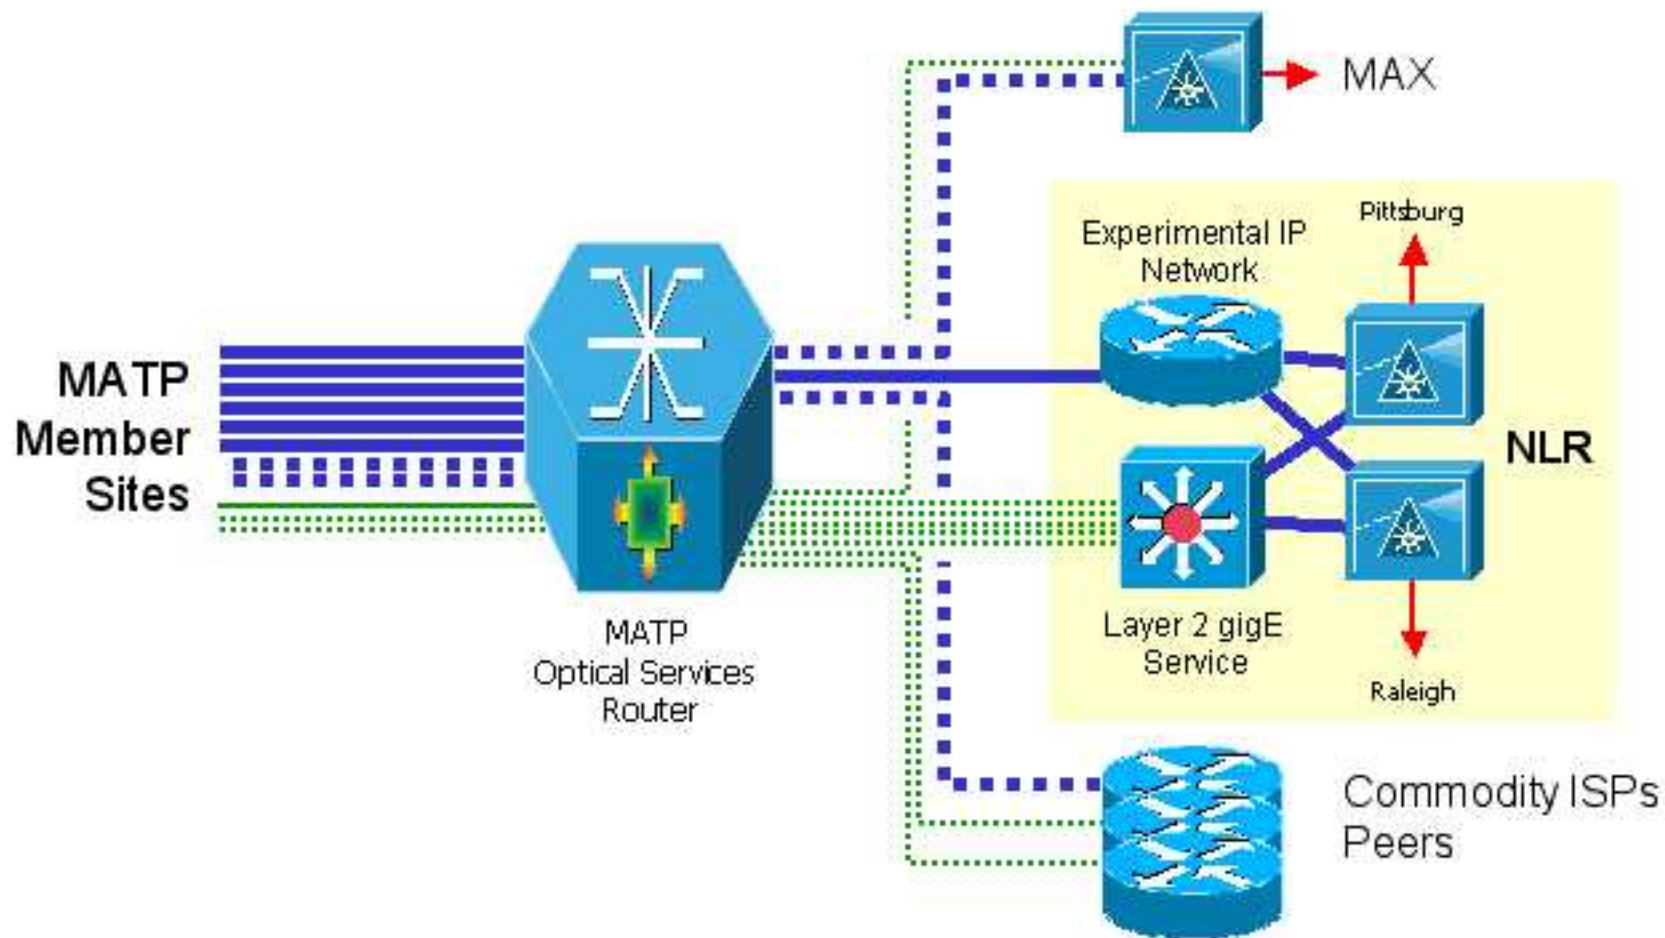 MAX
Pittsburg
Experimental IP
Network
MATP
Member
Sites
NLR
Layer 2 gigE
Service
MATP
Optical Services
Router
Raleigh
Commodity ISPs
Peers